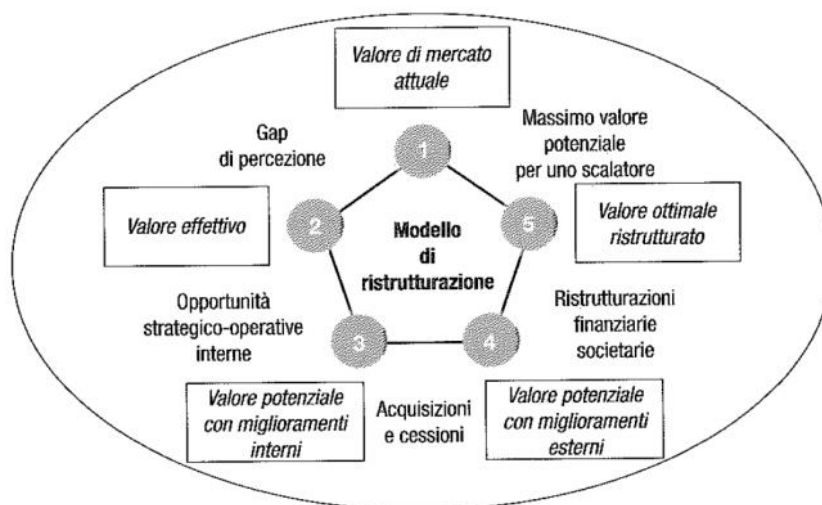 Valore di mercato
attuale
Gap
di percezione
1
Massimo valore
potenziale
per uno scalatore
Valore effettivo
2
Modello
di
ristrutturazione
5
Valore ottimale
ristrutturato
Opportunità
strategico-operative
interne
3
4
Ristrutturazioni
finanziarie
societarie
Valore potenziale
con miglioramenti
interni
Acquisizioni
e cessioni
Valore potenziale
con miglioramenti
esterni